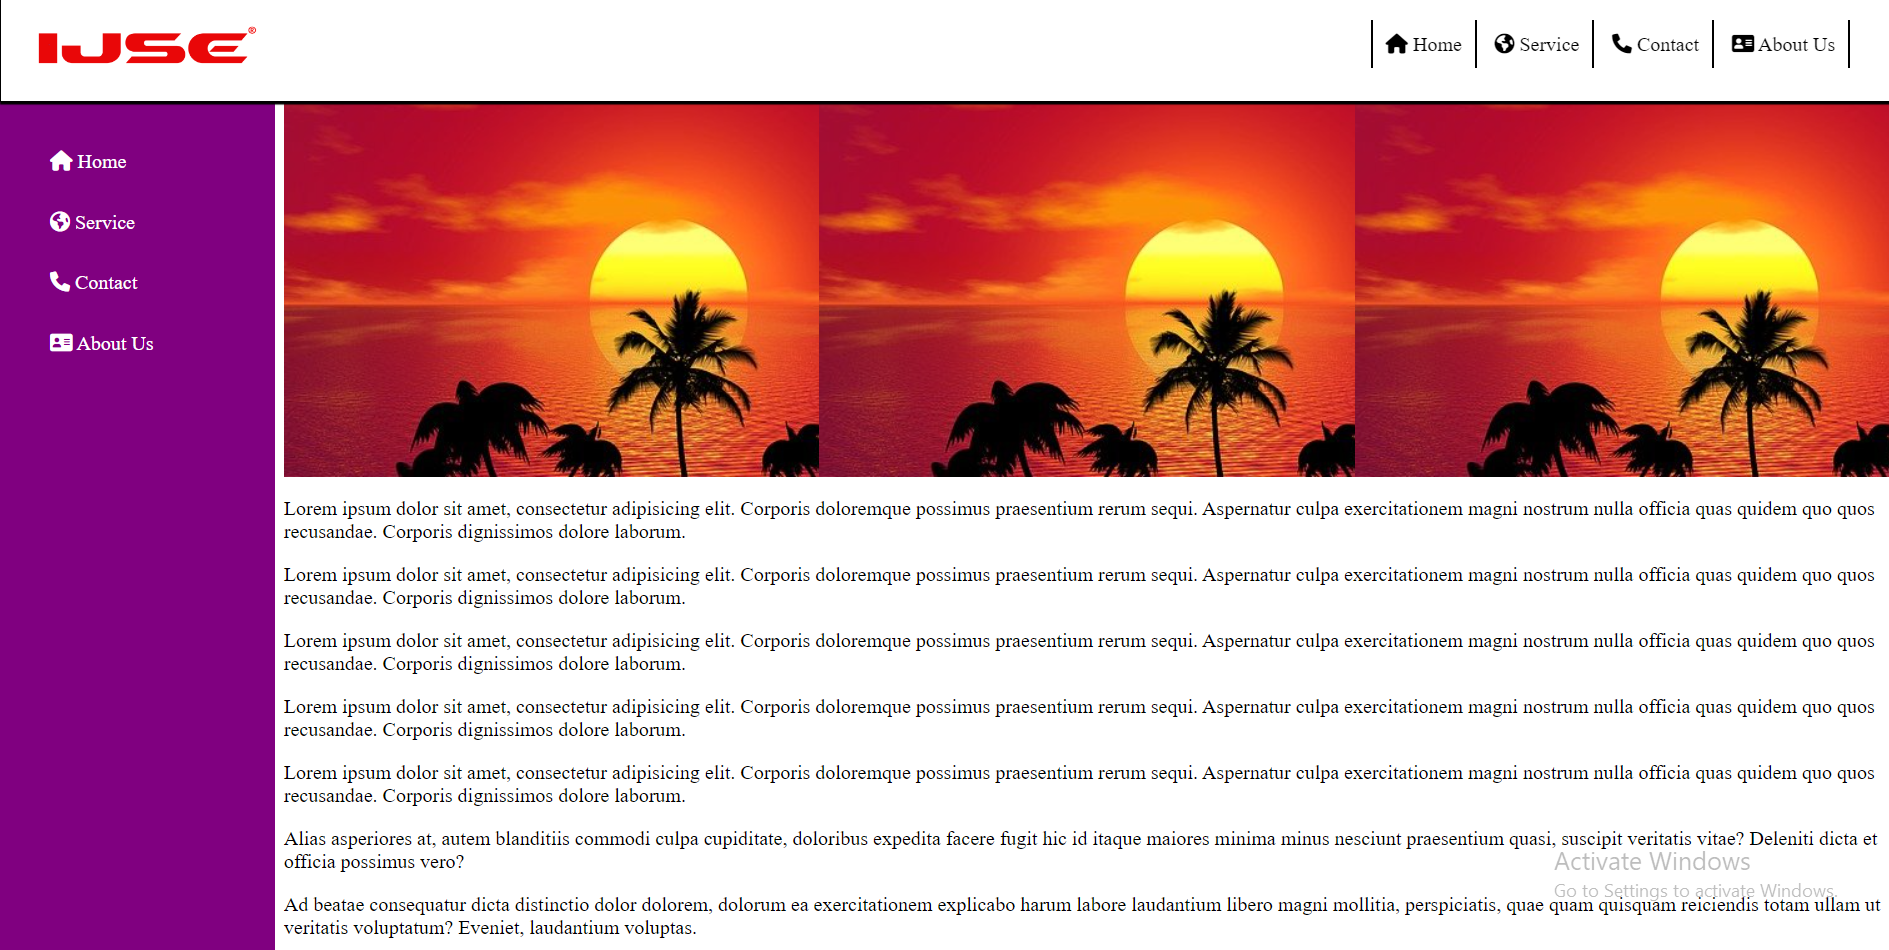 IJSE®
Home
Service
Contact
About Us
Home
Service
Contact
About Us
Lorem ipsum dolor sit amet, consectetur adipisicing elit. Corporis doloremque possimus praesentium rerum sequi. Aspernatur culpa exercitationem magni nostrum nulla officia quas quidem quo quos
recusandae. Corporis dignissimos dolore laborum.
Lorem ipsum dolor sit amet, consectetur adipisicing elit. Corporis doloremque possimus praesentium rerum sequi. Aspernatur culpa exercitationem magni nostrum nulla officia quas quidem quo quos
recusandae. Corporis dignissimos dolore laborum.
Lorem ipsum dolor sit amet, consectetur adipisicing elit. Corporis doloremque possimus praesentium rerum sequi. Aspernatur culpa exercitationem magni nostrum nulla officia quas quidem quo quos
recusandae. Corporis dignissimos dolore laborum.
Lorem ipsum dolor sit amet, consectetur adipisicing elit. Corporis doloremque possimus praesentium rerum sequi. Aspernatur culpa exercitationem magni nostrum nulla officia quas quidem quo quos
recusandae. Corporis dignissimos dolore laborum.
Lorem ipsum dolor sit amet, consectetur adipisicing elit. Corporis doloremque possimus praesentium rerum sequi. Aspernatur culpa exercitationem magni nostrum nulla officia quas quidem quo quos
recusandae. Corporis dignissimos dolore laborum.
Alias asperiores at, autem blanditiis commodi culpa cupiditate, doloribus expedita facere fugit hic id itaque maiores minima minus nesciunt praesentium quasi, suscipit veritatis vitae? Deleniti dicta et
officia possimus vero?
Activate Windows
Go to Settings to activate Windows.
Ad beatae consequatur dicta distinctio dolor dolorem, dolorum ea exercitationem explicabo harum labore laudantium libero magni mollitia, perspiciatis, quae quam quisquam reiciendis totam ullam ut
veritatis voluptatum? Eveniet, laudantium voluptas.